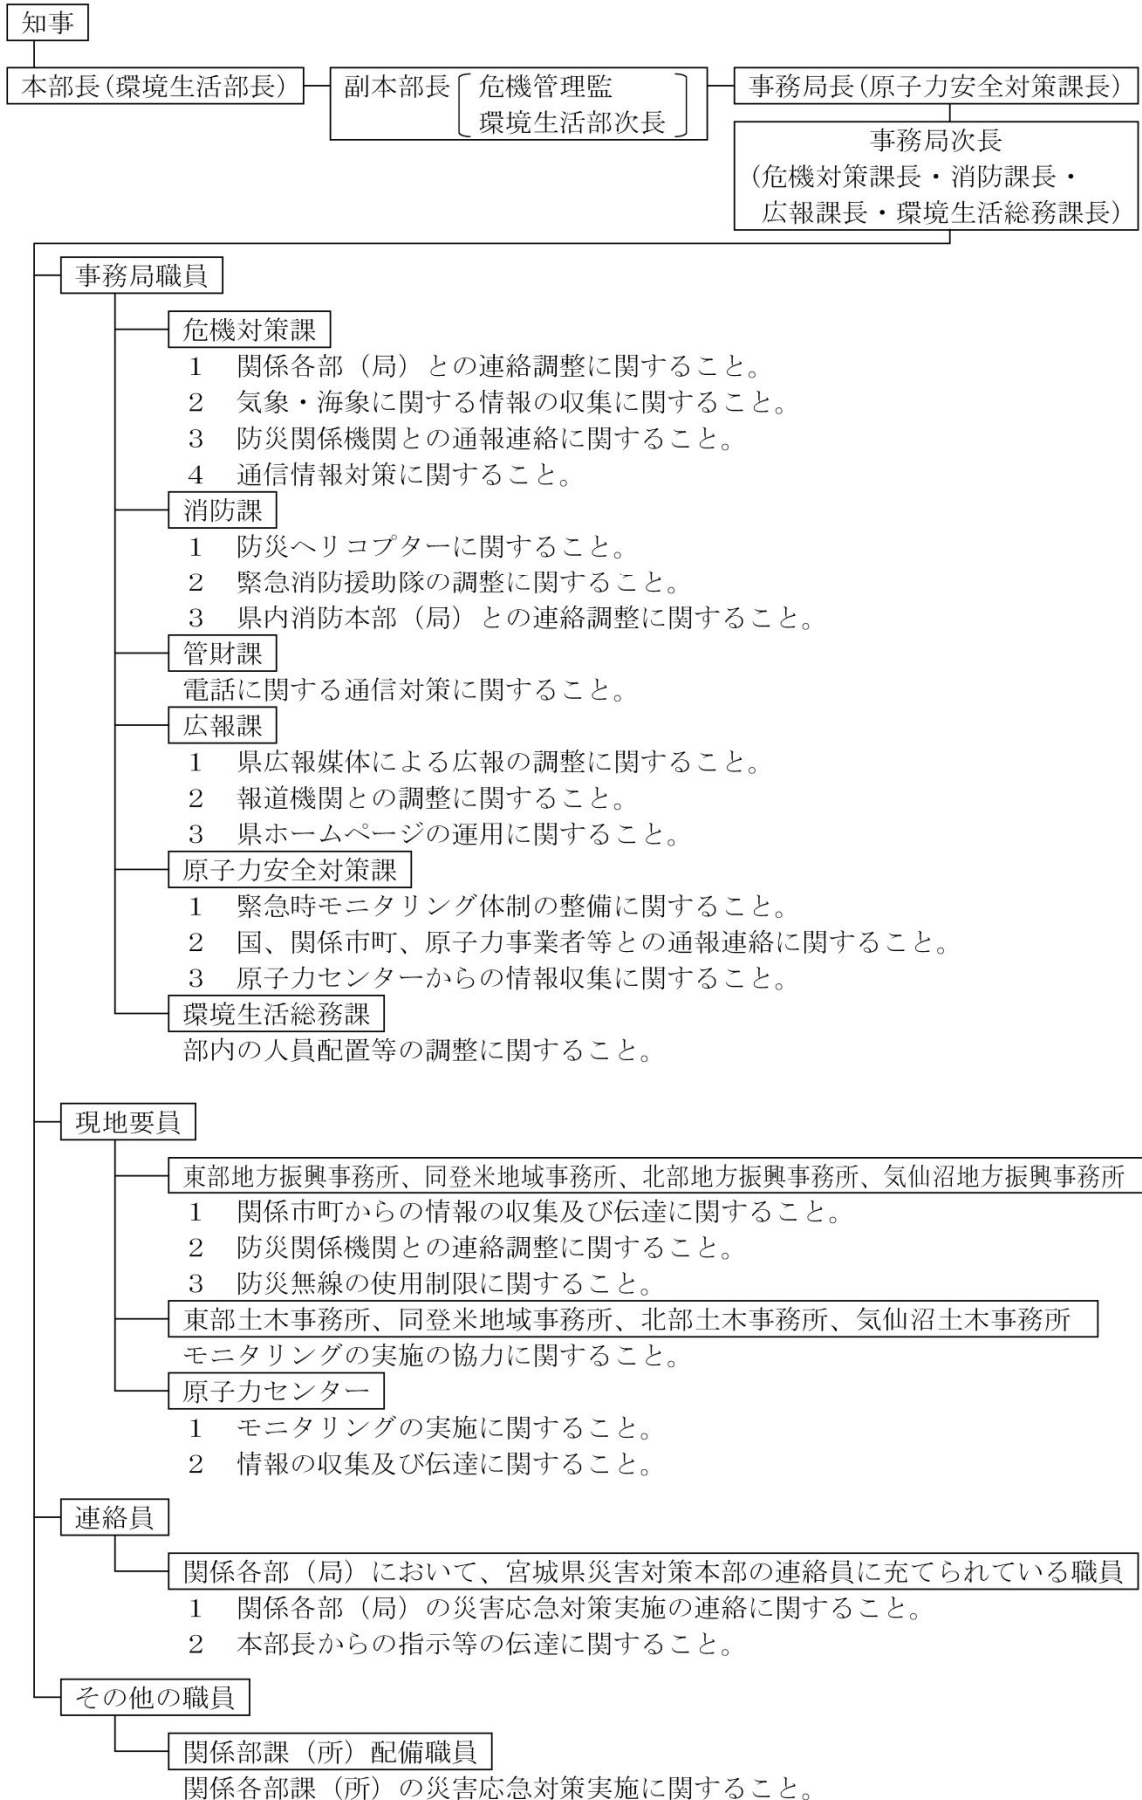 知事
本部長(環境生活部長)
副本部長
危機管理監
環境生活部次長
事務局長(原子力安全対策課長)
事務局次長
(危機対策課長・消防課長・
広報課長・環境生活総務課長)
事務局職員
危機対策課
1 関係各部(局)との連絡調整に関すること。
2 気象・海象に関する情報の収集に関すること。
3 防災関係機関との通報連絡に関すること。
4 通信情報対策に関すること。
消防課
1 防災ヘリコプターに関すること。
2 緊急消防援助隊の調整に関すること。
3 県内消防本部(局)との連絡調整に関すること。
管財課
電話に関する通信対策に関すること。
広報課
1 県広報媒体による広報の調整に関すること。
2 報道機関との調整に関すること。
3 県ホームページの運用に関すること。
原子力安全対策課
1 緊急時モニタリング体制の整備に関すること。
2 国、関係市町、原子力事業者等との通報連絡に関すること。
3 原子力センターからの情報収集に関すること。
環境生活総務課
部内の人員配置等の調整に関すること。
現地要員
東部地方振興事務所、同登米地域事務所、北部地方振興事務所、気仙沼地方振興事務所
1 関係市町からの情報の収集及び伝達に関すること。
2 防災関係機関との連絡調整に関すること。
3 防災無線の使用制限に関すること。
東部土木事務所、同登米地域事務所、北部土木事務所、気仙沼土木事務所
モニタリングの実施の協力に関すること。
原子力センター
1 モニタリングの実施に関すること。
2 情報の収集及び伝達に関すること。
連絡員
関係各部(局)において、宮城県災害対策本部の連絡員に充てられている職員
1 関係各部(局)の災害応急対策実施の連絡に関すること。
2 本部長からの指示等の伝達に関すること。
その他の職員
関係部課(所)配備職員
関係各部課(所)の災害応急対策実施に関すること。